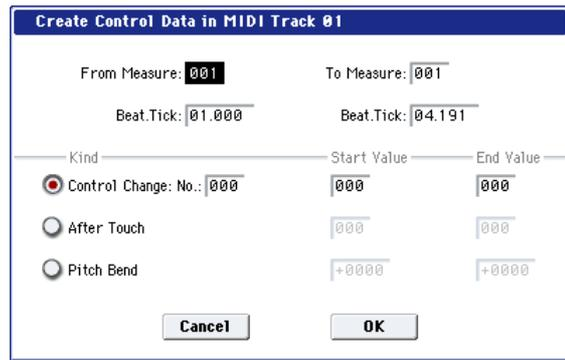 Create Control Data in MIDI Track 01
From Measure: 001 To Measure: 001
Beat.Tick: 01.000 Beat.Tick: 04.191
Kind Start Value End Value
Control Change: No.: 000 000 000
After Touch 000 000
Pitch Bend +0000 +0000
Cancel OK